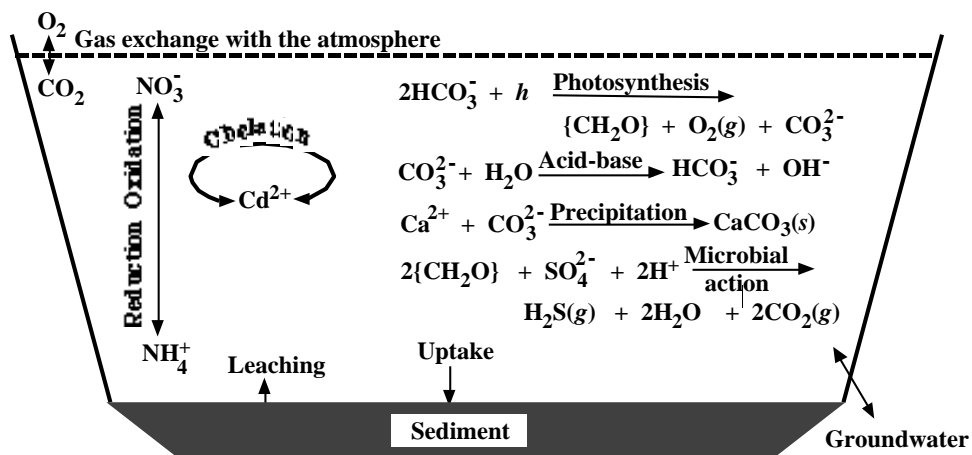 O₂
Gas exchange with the atmosphere
CO₂
NO₃⁻
Reduction Oxidation
NH₄⁺
Chelation
Cd²⁺
2HCO₃⁻ + h Photosynthesis
{CH₂O} + O₂(g) + CO₃²⁻
CO₃²⁻ + H₂O Acid-base HCO₃⁻ + OH⁻
Ca²⁺ + CO₃²⁻ Precipitation CaCO₃(s)
2{CH₂O} + SO₄²⁻ + 2H⁺ Microbial action
H₂S(g) + 2H₂O + 2CO₂(g)
Leaching
Uptake
Sediment
Groundwater